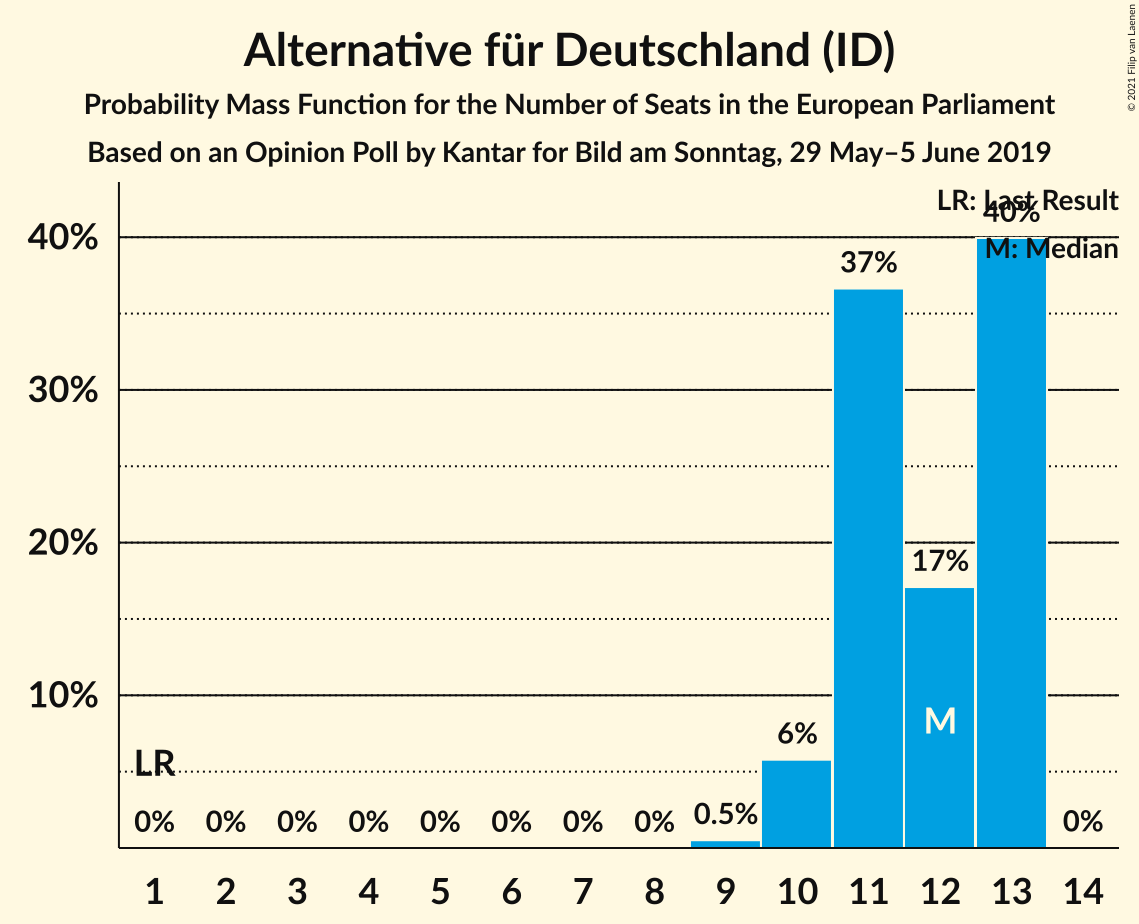 Alternative für Deutschland (ID)
Probability Mass Function for the Number of Seats in the European Parliament
Based on an Opinion Poll by Kantar for Bild am Sonntag, 29 May–5 June 2019
© 2021 Filip van Laenen
LR: Last Result
M: Median
40%
30%
20%
10%
LR
0% 0% 0% 0% 0% 0% 0% 0% 0.5% 6% 37% 17% 40% 0%
M
1 2 3 4 5 6 7 8 9 10 11 12 13 14